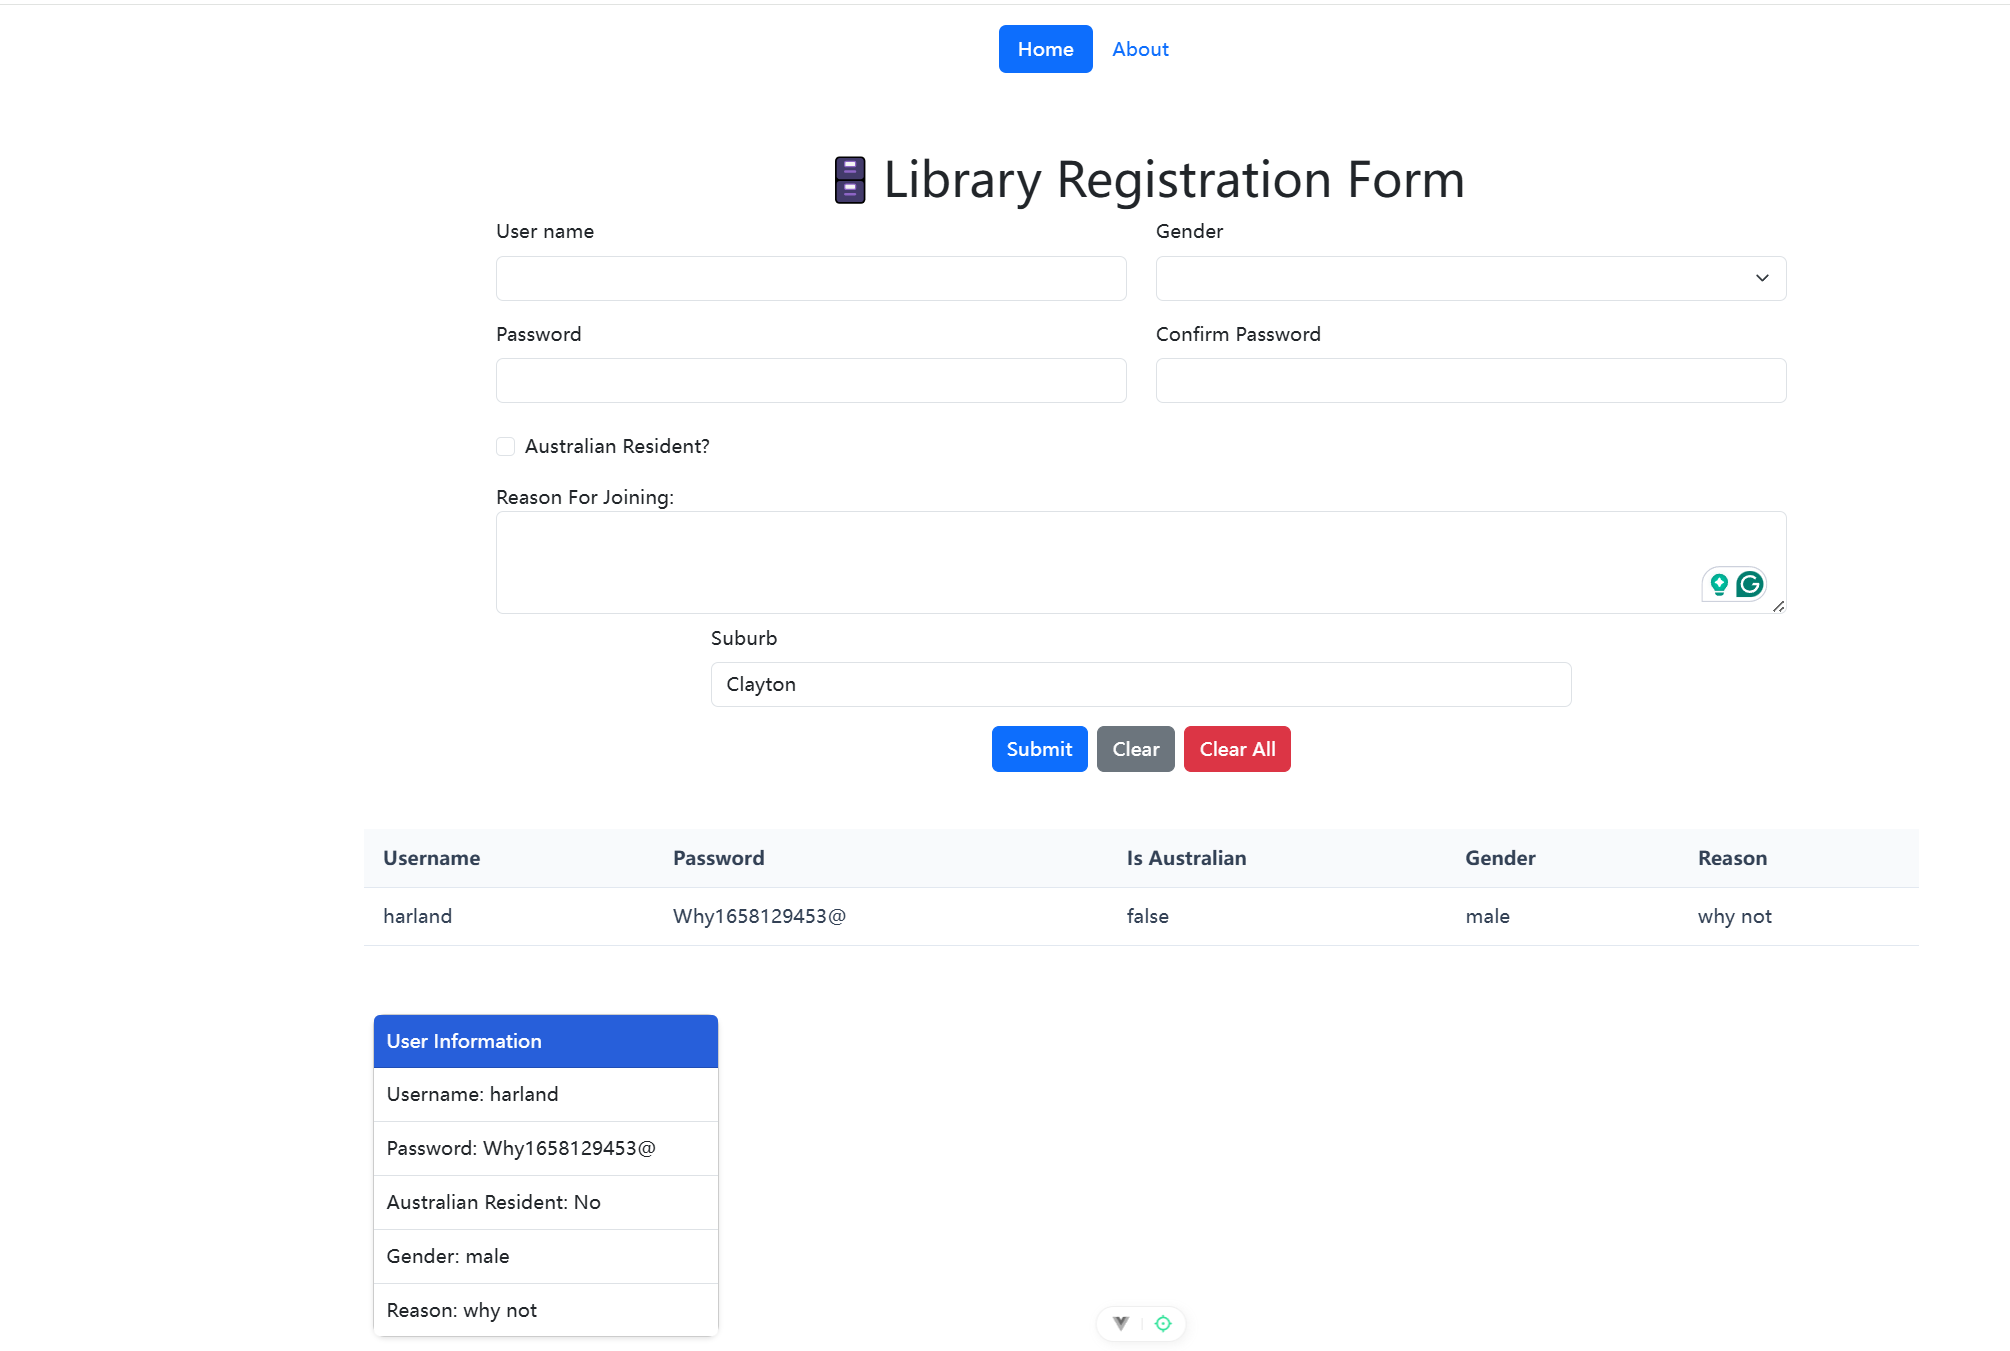 Home About
🗄️ Library Registration Form
User name Gender
Password Confirm Password
Australian Resident?
Reason For Joining:
Suburb
Clayton
Submit Clear Clear All
Username Password Is Australian Gender Reason
harland Why1658129453@ false male why not
User Information
Username: harland
Password: Why1658129453@
Australian Resident: No
Gender: male
Reason: why not